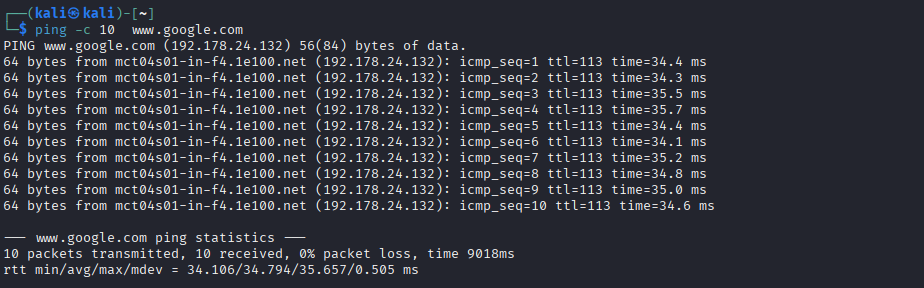 ┌──(kali㉿kali)-[~]
└─$ ping -c 10  www.google.com
PING www.google.com (192.178.24.132) 56(84) bytes of data.
64 bytes from mct04s01-in-f4.1e100.net (192.178.24.132): icmp_seq=1 ttl=113 time=34.4 ms
64 bytes from mct04s01-in-f4.1e100.net (192.178.24.132): icmp_seq=2 ttl=113 time=34.3 ms
64 bytes from mct04s01-in-f4.1e100.net (192.178.24.132): icmp_seq=3 ttl=113 time=35.5 ms
64 bytes from mct04s01-in-f4.1e100.net (192.178.24.132): icmp_seq=4 ttl=113 time=35.7 ms
64 bytes from mct04s01-in-f4.1e100.net (192.178.24.132): icmp_seq=5 ttl=113 time=34.4 ms
64 bytes from mct04s01-in-f4.1e100.net (192.178.24.132): icmp_seq=6 ttl=113 time=34.1 ms
64 bytes from mct04s01-in-f4.1e100.net (192.178.24.132): icmp_seq=7 ttl=113 time=35.2 ms
64 bytes from mct04s01-in-f4.1e100.net (192.178.24.132): icmp_seq=8 ttl=113 time=34.8 ms
64 bytes from mct04s01-in-f4.1e100.net (192.178.24.132): icmp_seq=9 ttl=113 time=35.0 ms
64 bytes from mct04s01-in-f4.1e100.net (192.178.24.132): icmp_seq=10 ttl=113 time=34.6 ms
--- www.google.com ping statistics ---
10 packets transmitted, 10 received, 0% packet loss, time 9018ms
rtt min/avg/max/mdev = 34.106/34.794/35.657/0.505 ms